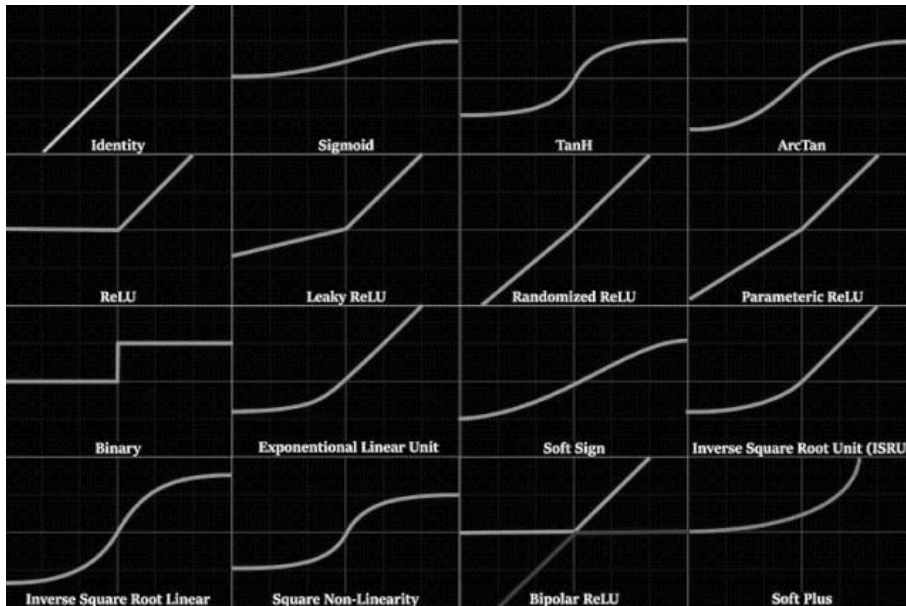 Identity
Sigmoid
TanH
ArcTan
ReLU
Leaky ReLU
Randomized ReLU
Parameteric ReLU
Binary
Exponentional Linear Unit
Soft Sign
Inverse Square Root Unit (ISRU
Inverse Square Root Linear
Square Non-Linearity
Bipolar ReLU
Soft Plus